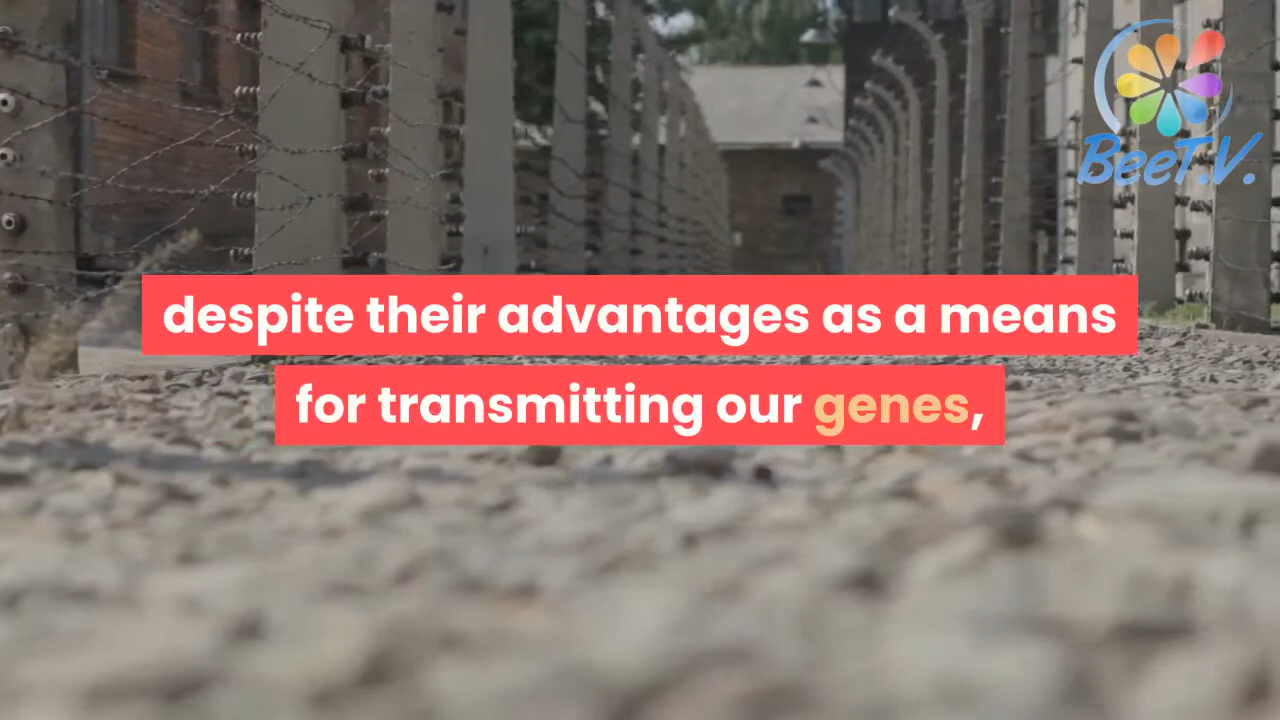 BeeT.V.
despite their advantages as a means
for transmitting our genes,